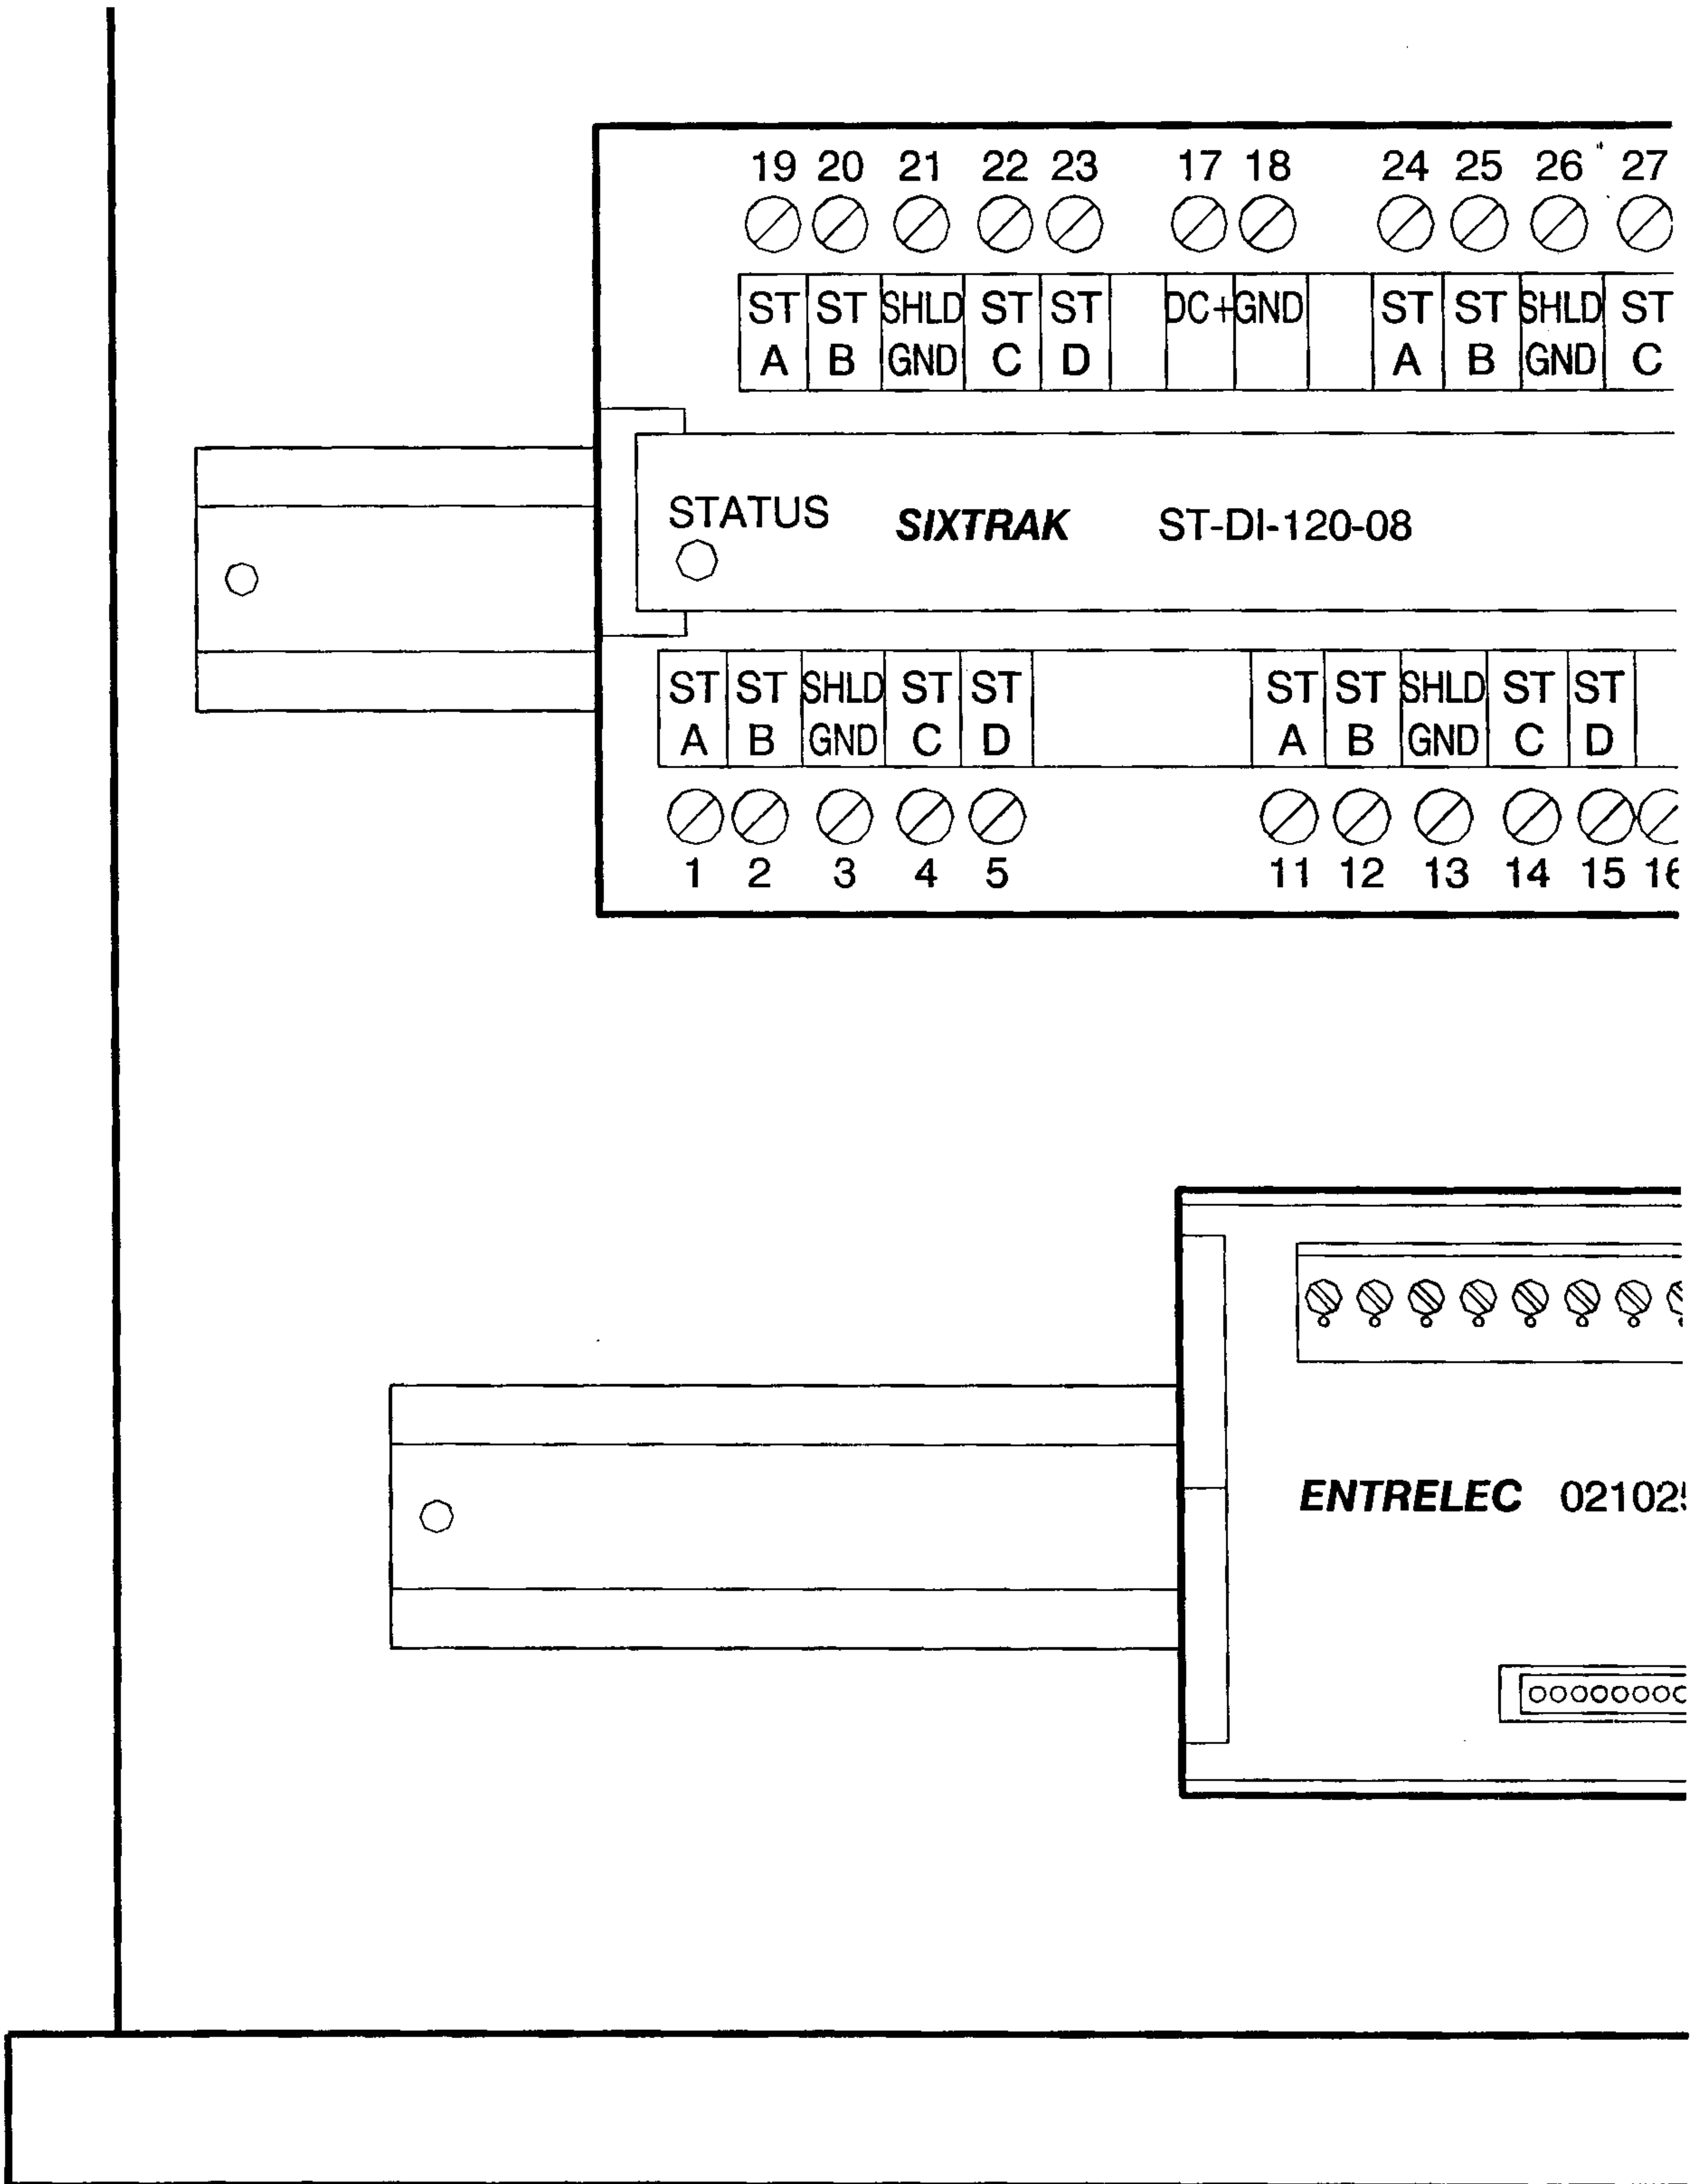 19 20 21 22 23 17 18 24 25 26 27
ST ST SHLD ST ST DC+ GND ST ST SHLD ST
A B GND C D A B GND C
STATUS SIXTRAK ST-DI-120-08
ST ST SHLD ST ST ST ST SHLD ST ST
A B GND C D A B GND C D
1 2 3 4 5 11 12 13 14 15
ENTRELEC